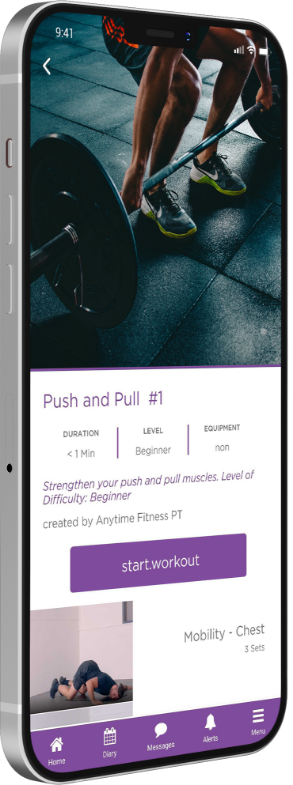 9:41
Push and Pull #1
DURATION LEVEL EQUIPMENT
< 1 Min Beginner non
Strengthen your push and pull muscles. Level of
Difficulty: Beginner
created by Anytime Fitness PT
start.workout
Mobility - Chest
3 Sets
Home Diary Messages Alerts Menu